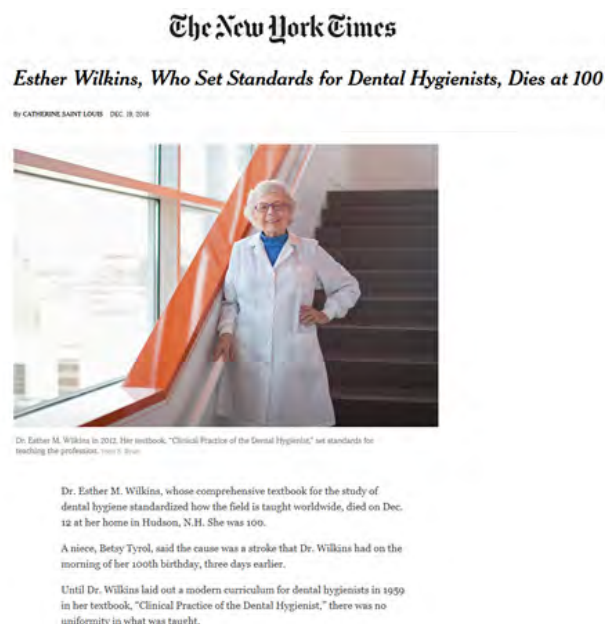 The New York Times
Esther Wilkins, Who Set Standards for Dental Hygienists, Dies at 100
By CATHERINE SAINT LOUIS DEC. 19, 2016
Dr. Esther M. Wilkins in 2012. Her textbook, “Clinical Practice of the Dental Hygienist,” set standards for
teaching the profession.
Dr. Esther M. Wilkins, whose comprehensive textbook for the study of
dental hygiene standardized how the field is taught worldwide, died on Dec.
12 at her home in Hudson, N.H. She was 100.
A niece, Betsy Tyrol, said the cause was a stroke that Dr. Wilkins had on the
morning of her 100th birthday, three days earlier.
Until Dr. Wilkins laid out a modern curriculum for dental hygienists in 1959
in her textbook, “Clinical Practice of the Dental Hygienist,” there was no
uniformity in what was taught.